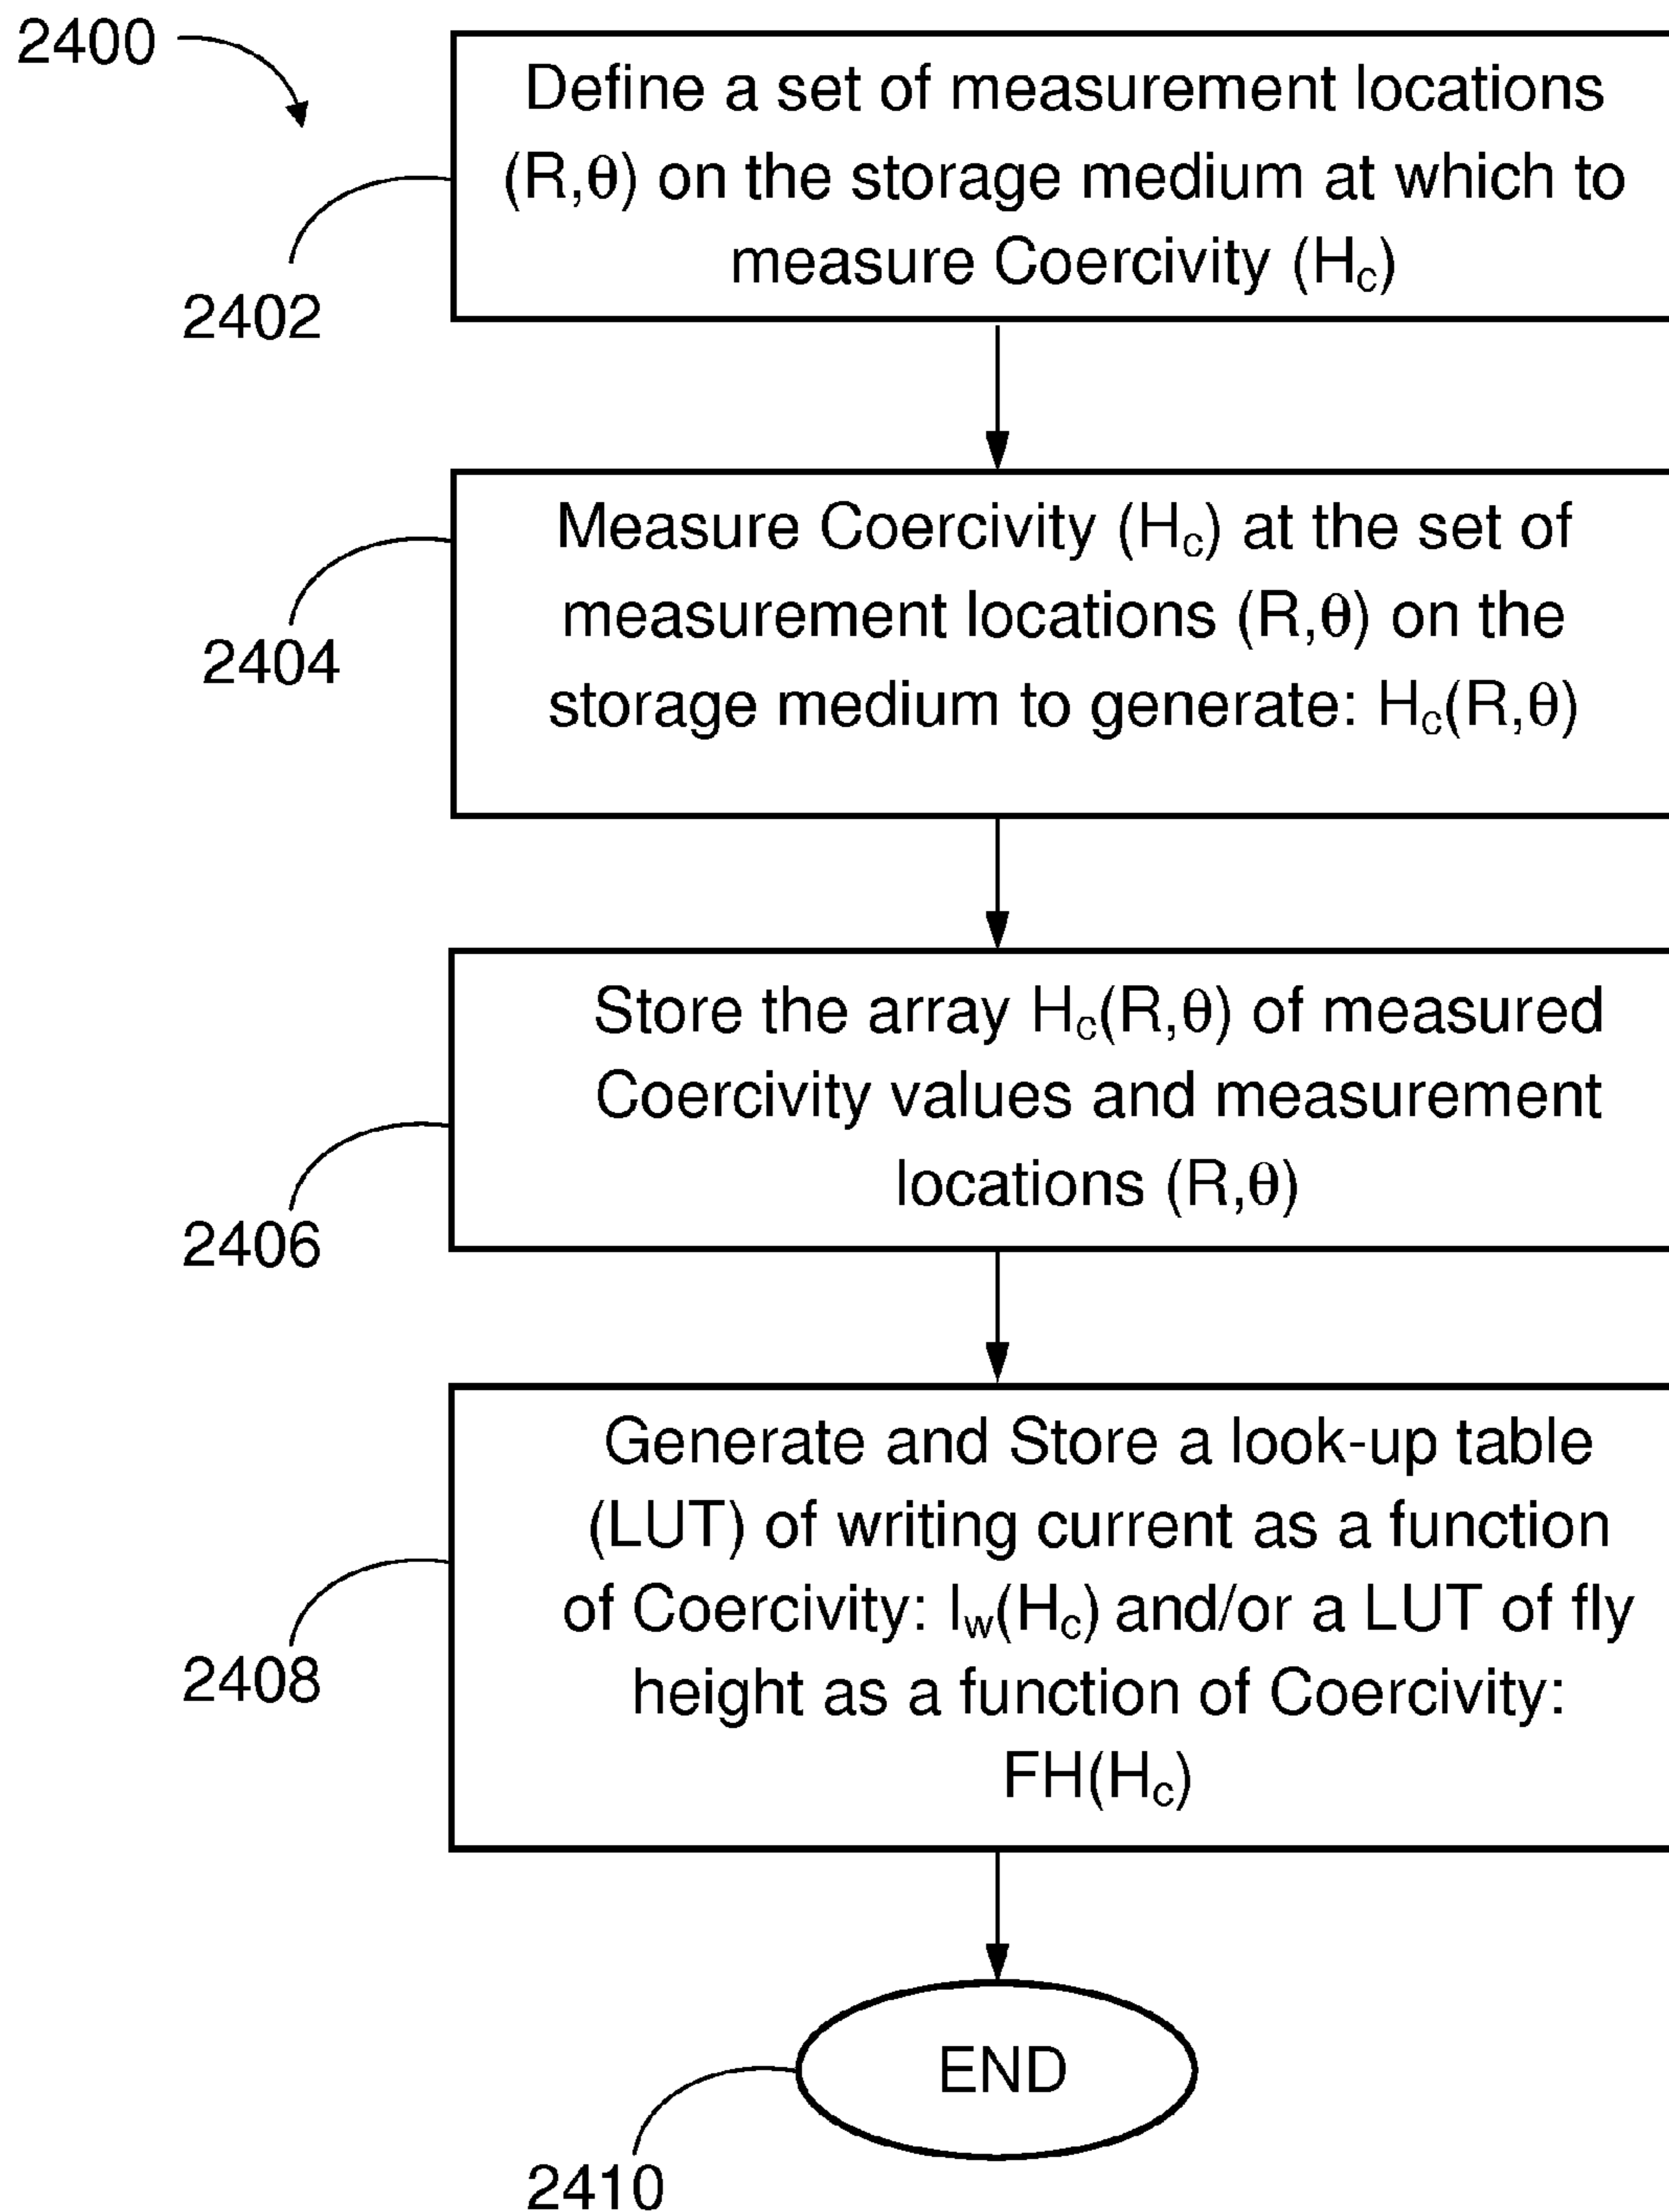 2400
Define a set of measurement locations
(R,θ) on the storage medium at which to
measure Coercivity (Hc)
2402
Measure Coercivity (Hc) at the set of
measurement locations (R,θ) on the
storage medium to generate: Hc(R,θ)
2404
Store the array Hc(R,θ) of measured
Coercivity values and measurement
locations (R,θ)
2406
Generate and Store a look-up table
(LUT) of writing current as a function
of Coercivity: Iw(Hc) and/or a LUT of fly
height as a function of Coercivity:
FH(Hc)
2408
END
2410